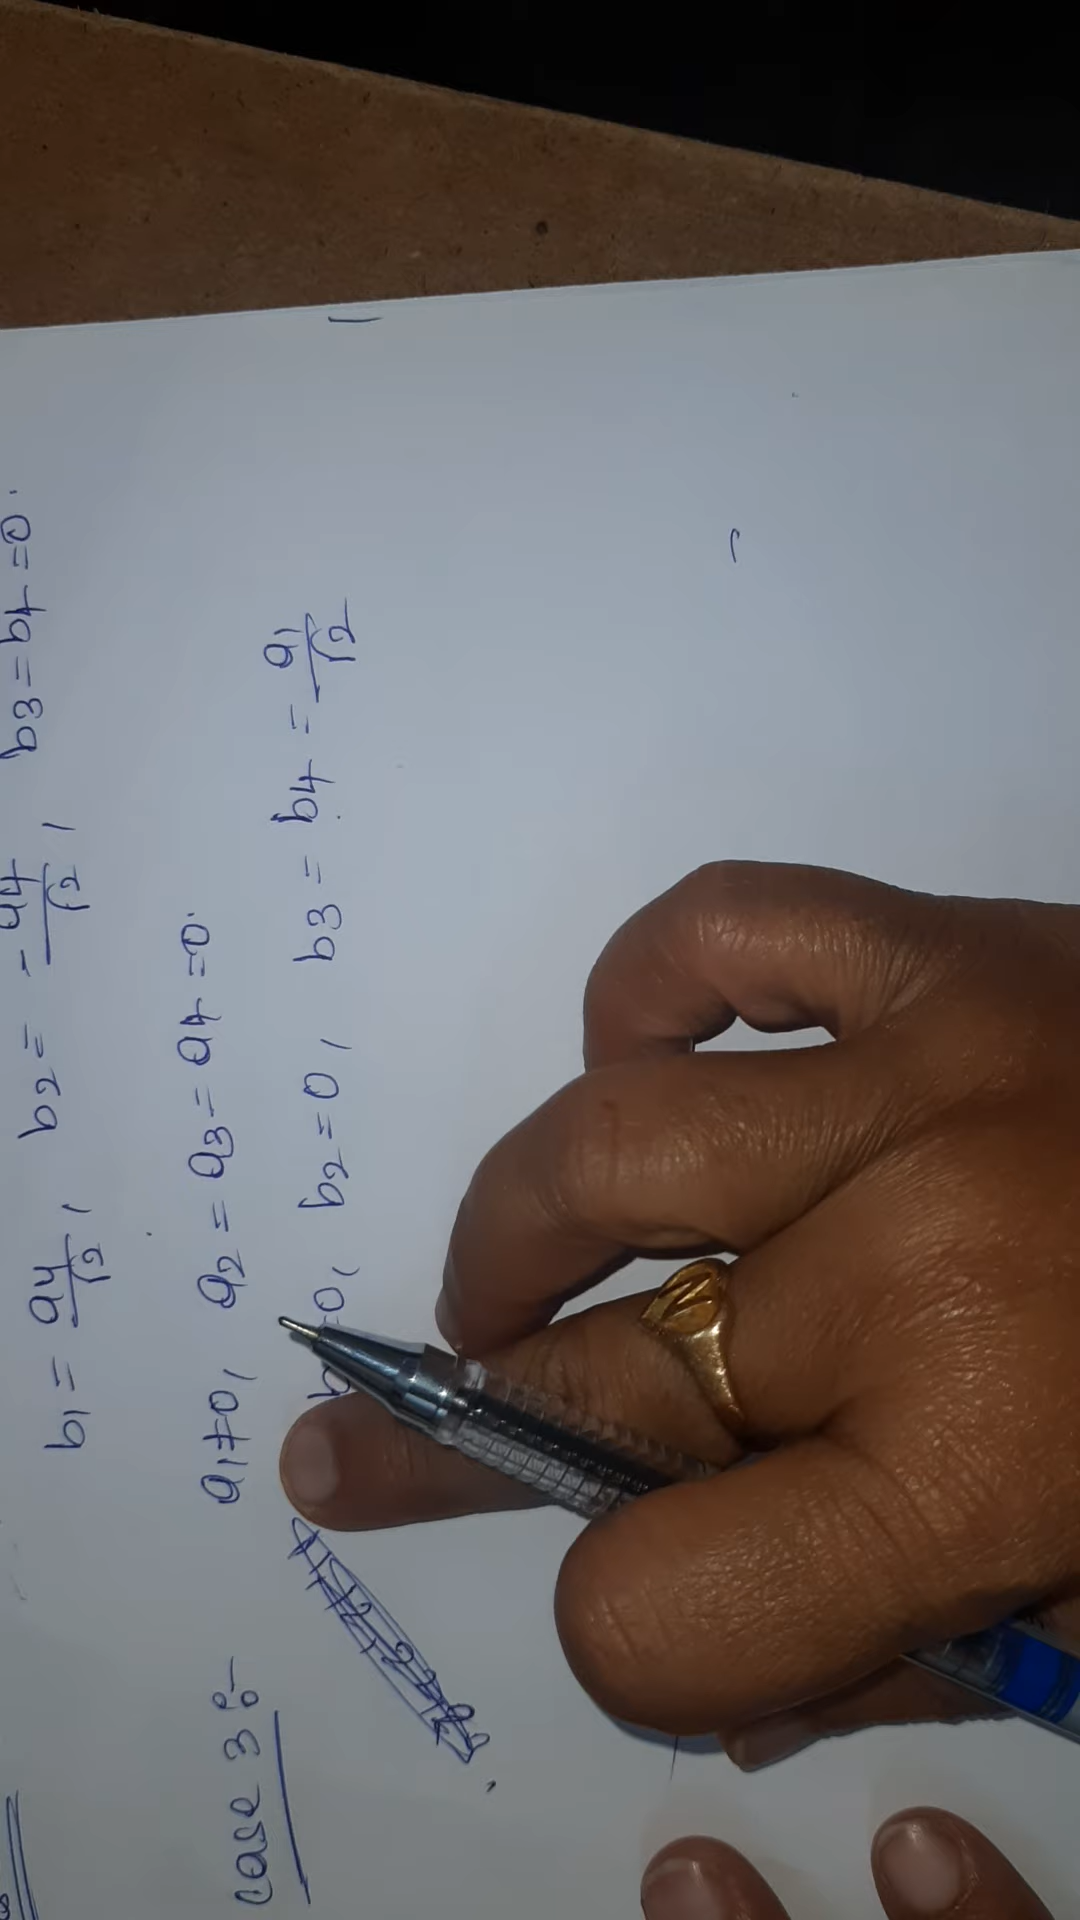 b1 = a4/√2, b2 = -a4/√2, b3 = b4 = 0.
case 3:- a1 ≠ 0, a2 = a3 = a4 = 0.
=0, b2 = 0, b3 = b4 = a1/√2